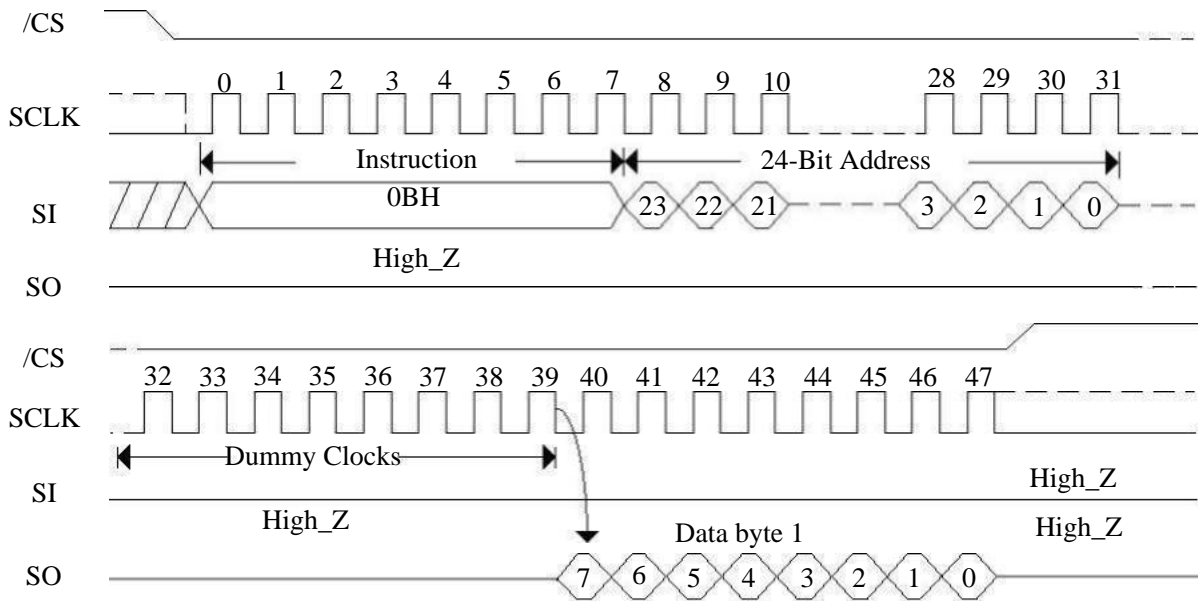 /CS
0 1 2 3 4 5 6 7 8 9 10 28 29 30 31
SCLK
Instruction 24-Bit Address
0BH
SI 23 22 21 3 2 1 0
High_Z
SO
/CS
32 33 34 35 36 37 38 39 40 41 42 43 44 45 46 47
SCLK
Dummy Clocks
High_Z
SI
High_Z Data byte 1 High_Z
SO 7 6 5 4 3 2 1 0